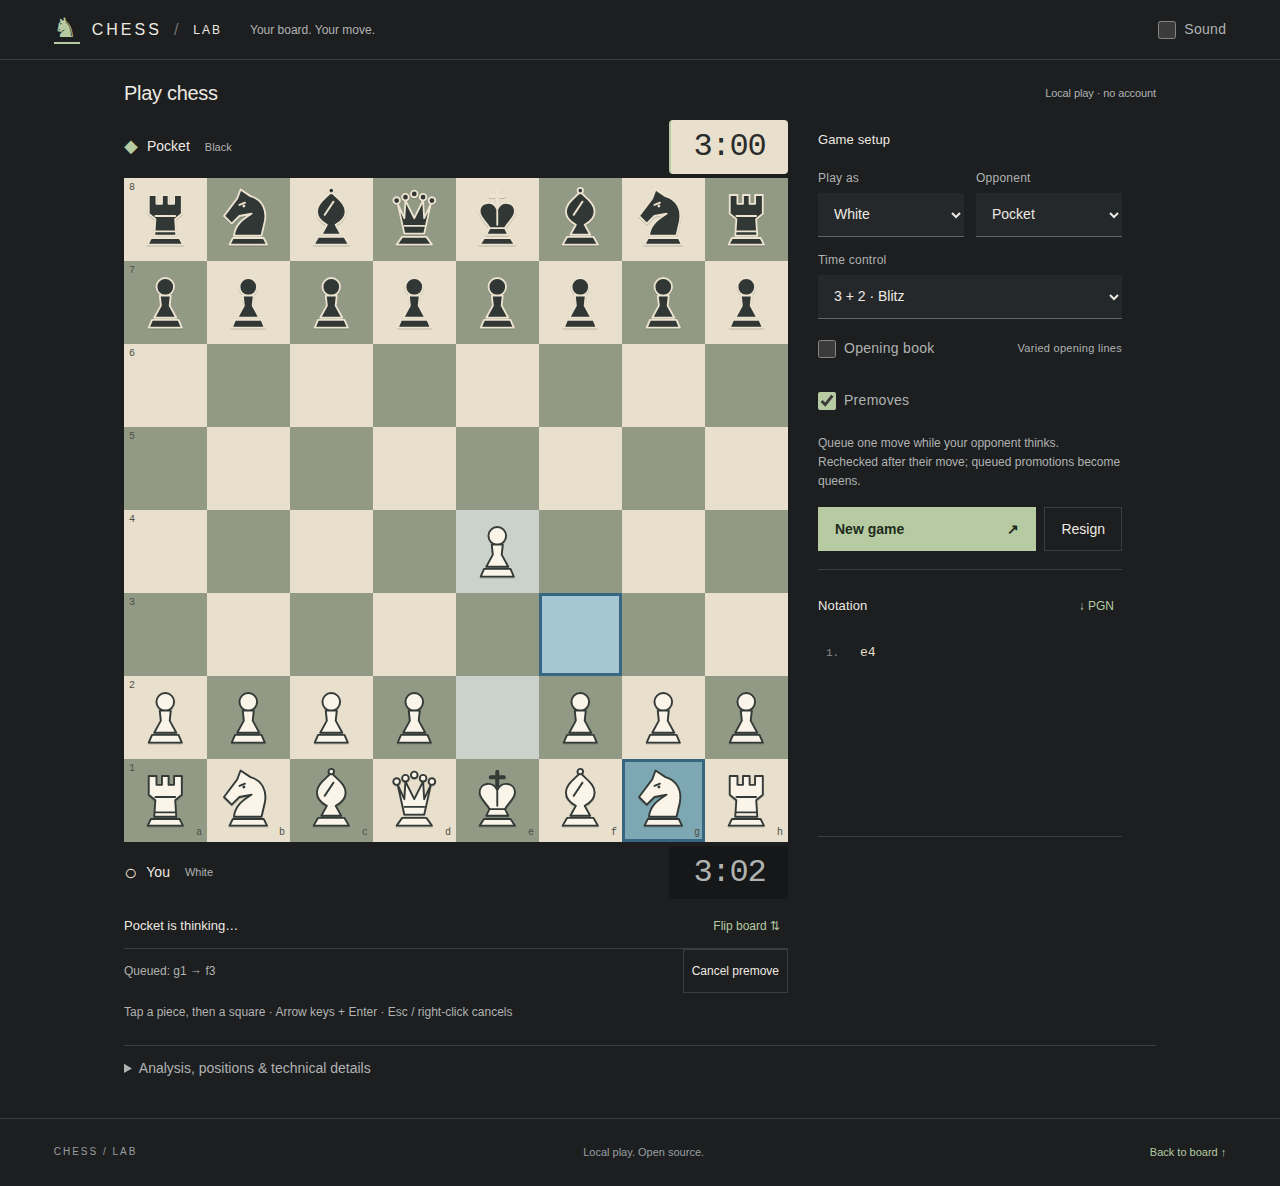 ♞ CHESS / LAB Your board. Your move. Sound
Play chess Local play · no account
◆ Pocket Black 3:00
Game setup
Play as Opponent
White Pocket
Time control
3 + 2 · Blitz
Opening book Varied opening lines
Premoves
Queue one move while your opponent thinks.
Rechecked after their move; queued promotions become
queens.
New game ↗ Resign
Notation ↓ PGN
1. e4
8
7
6
5
4
3
2
1
a b c d e f g h
○ You White 3:02
Pocket is thinking… Flip board ⇅
Queued: g1 → f3 Cancel premove
Tap a piece, then a square · Arrow keys + Enter · Esc / right-click cancels
▶ Analysis, positions & technical details
CHESS / LAB Local play. Open source. Back to board ↑